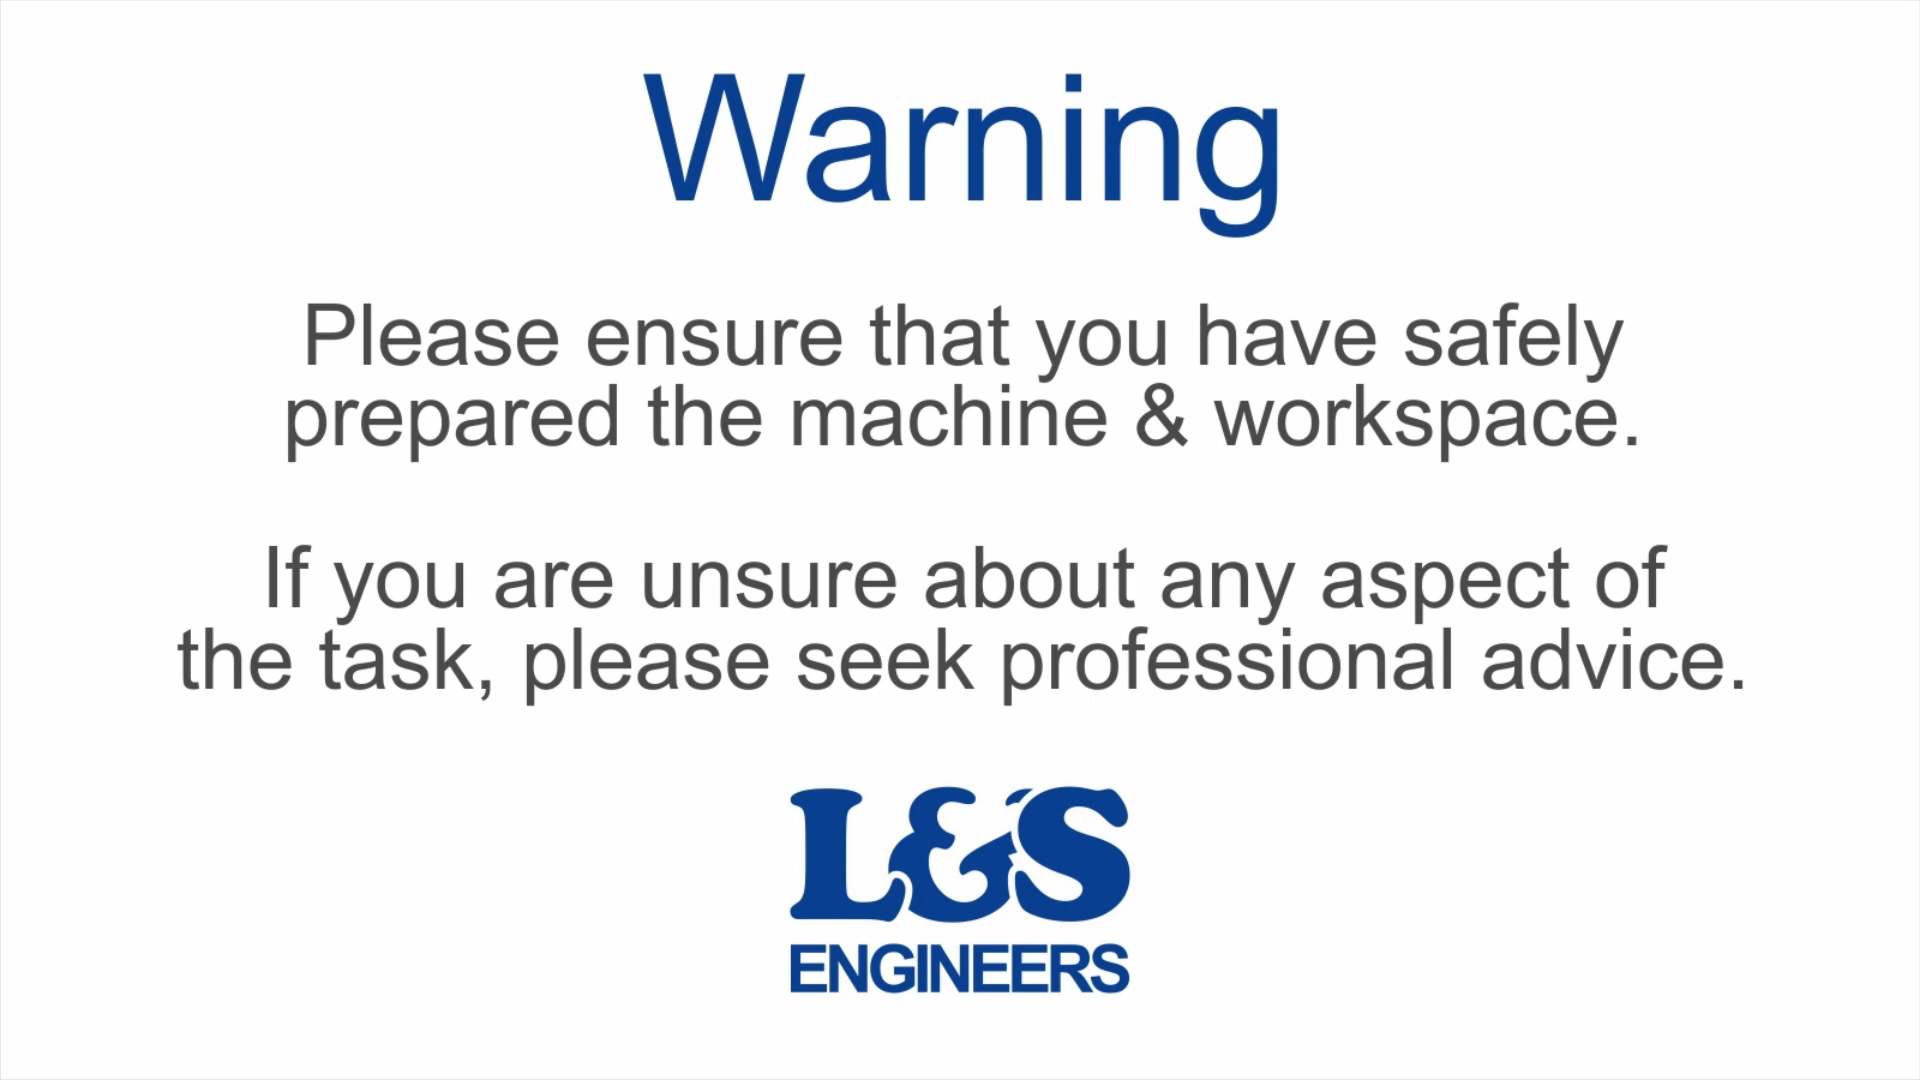 Warning
Please ensure that you have safely
prepared the machine & workspace.
If you are unsure about any aspect of
the task, please seek professional advice.
L&S
ENGINEERS